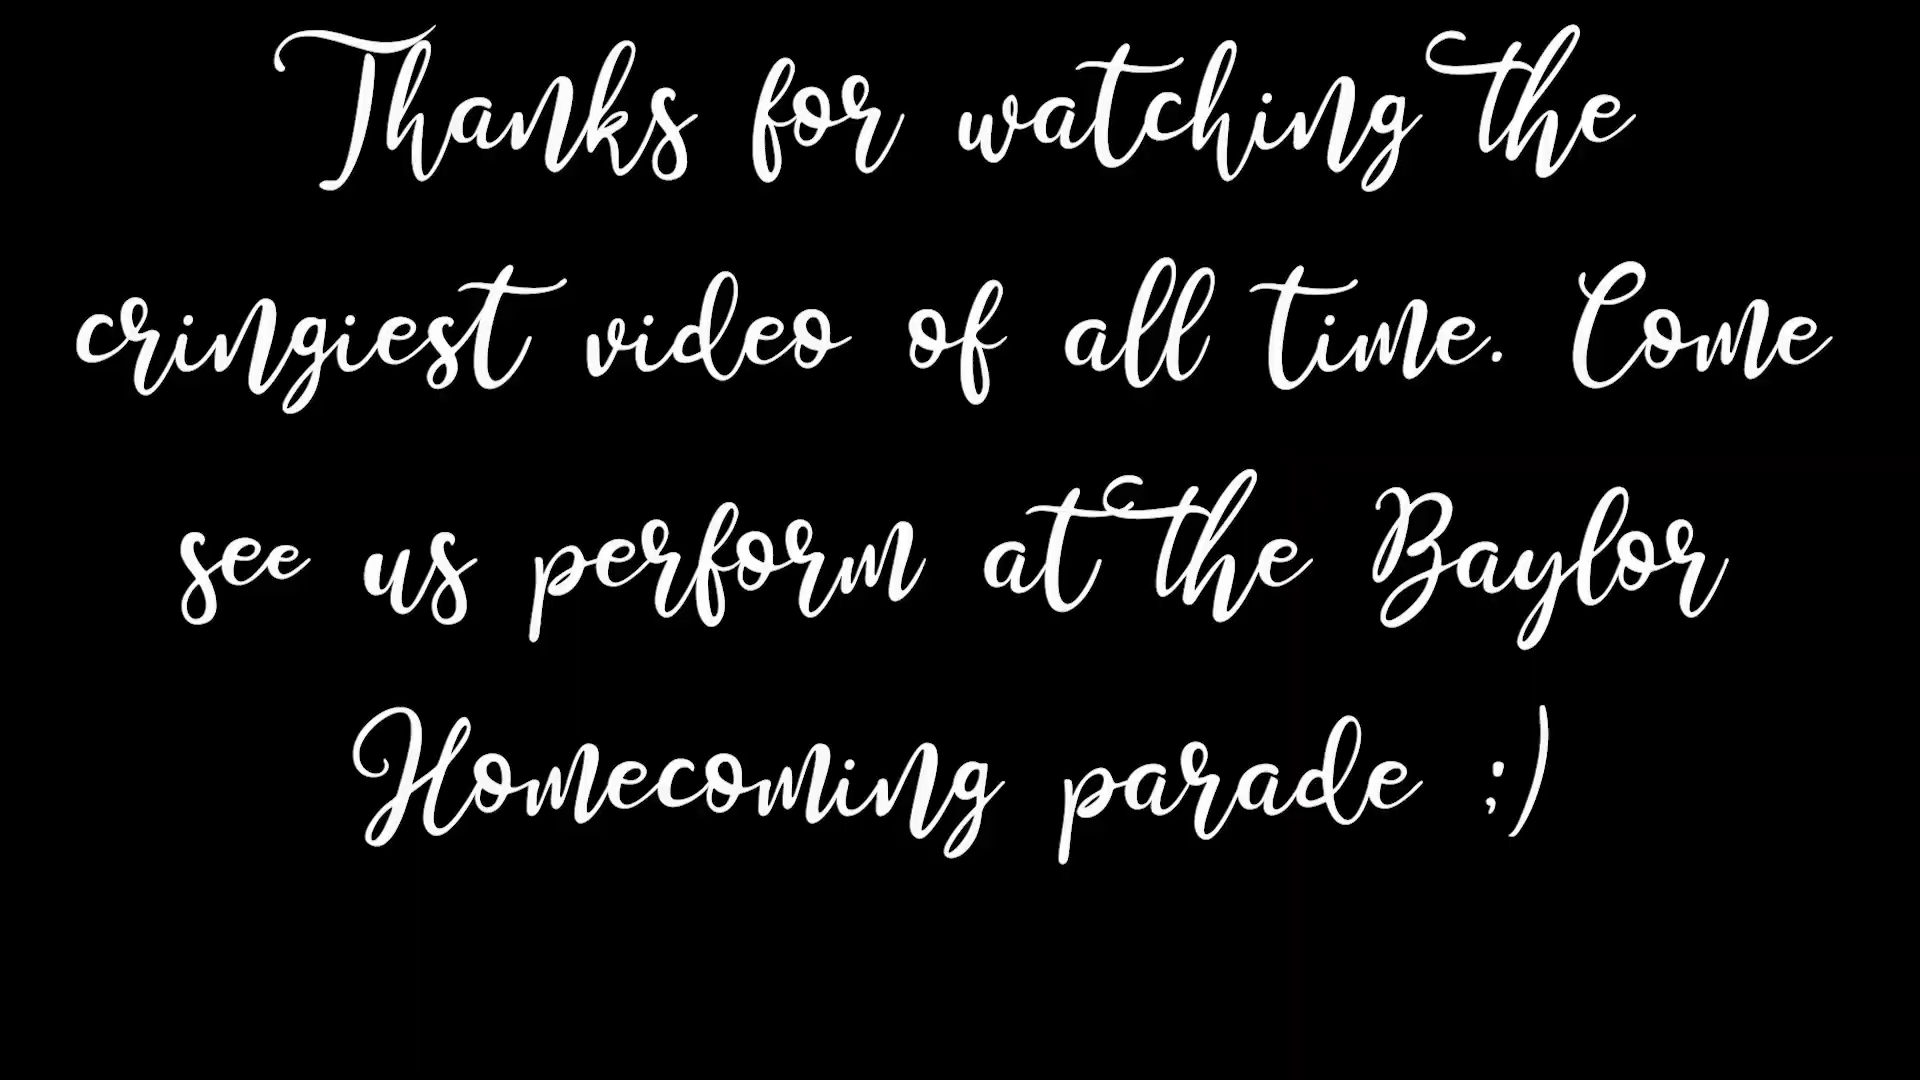 Thanks for watching the
cringiest video of all time. Come
see us perform at the Baylor
Homecoming parade ;)